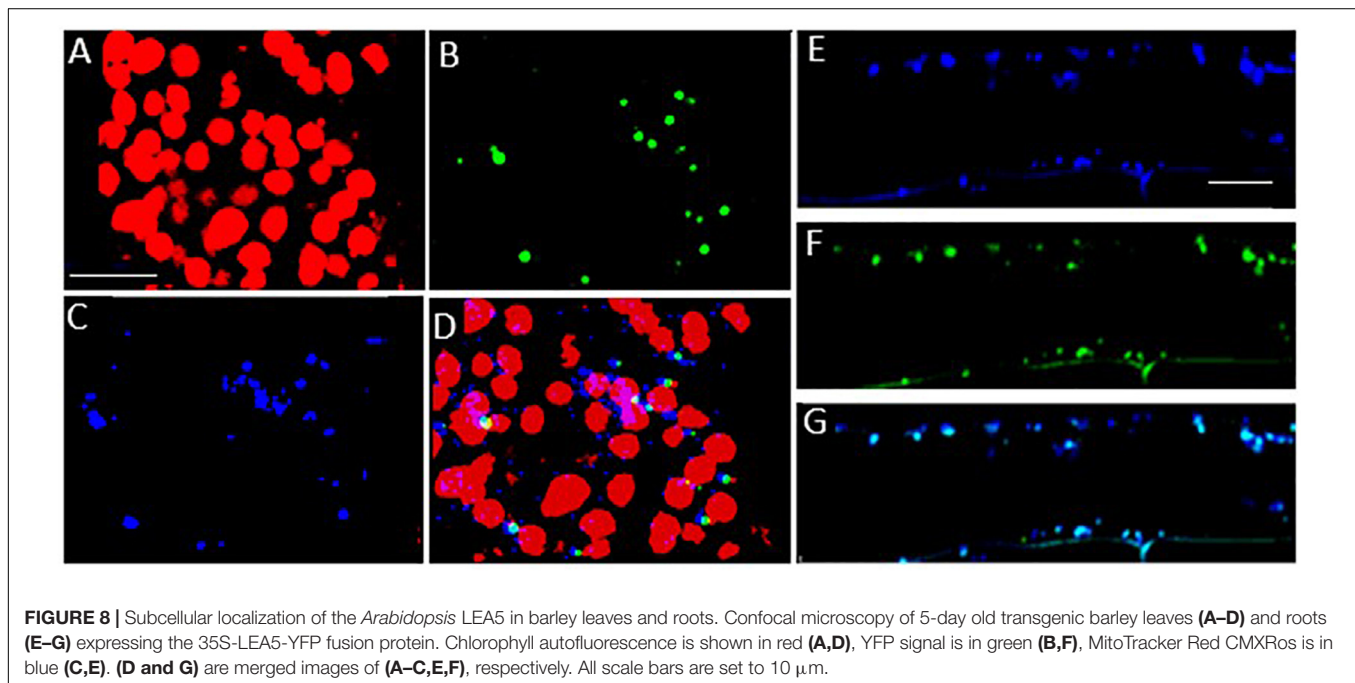 A
B
C
D
E
F
G
FIGURE 8 | Subcellular localization of the Arabidopsis LEA5 in barley leaves and roots. Confocal microscopy of 5-day old transgenic barley leaves (A–D) and roots
(E–G) expressing the 35S-LEA5-YFP fusion protein. Chlorophyll autofluorescence is shown in red (A,D), YFP signal is in green (B,F), MitoTracker Red CMXRos is in
blue (C,E). (D and G) are merged images of (A–C,E,F), respectively. All scale bars are set to 10 μm.